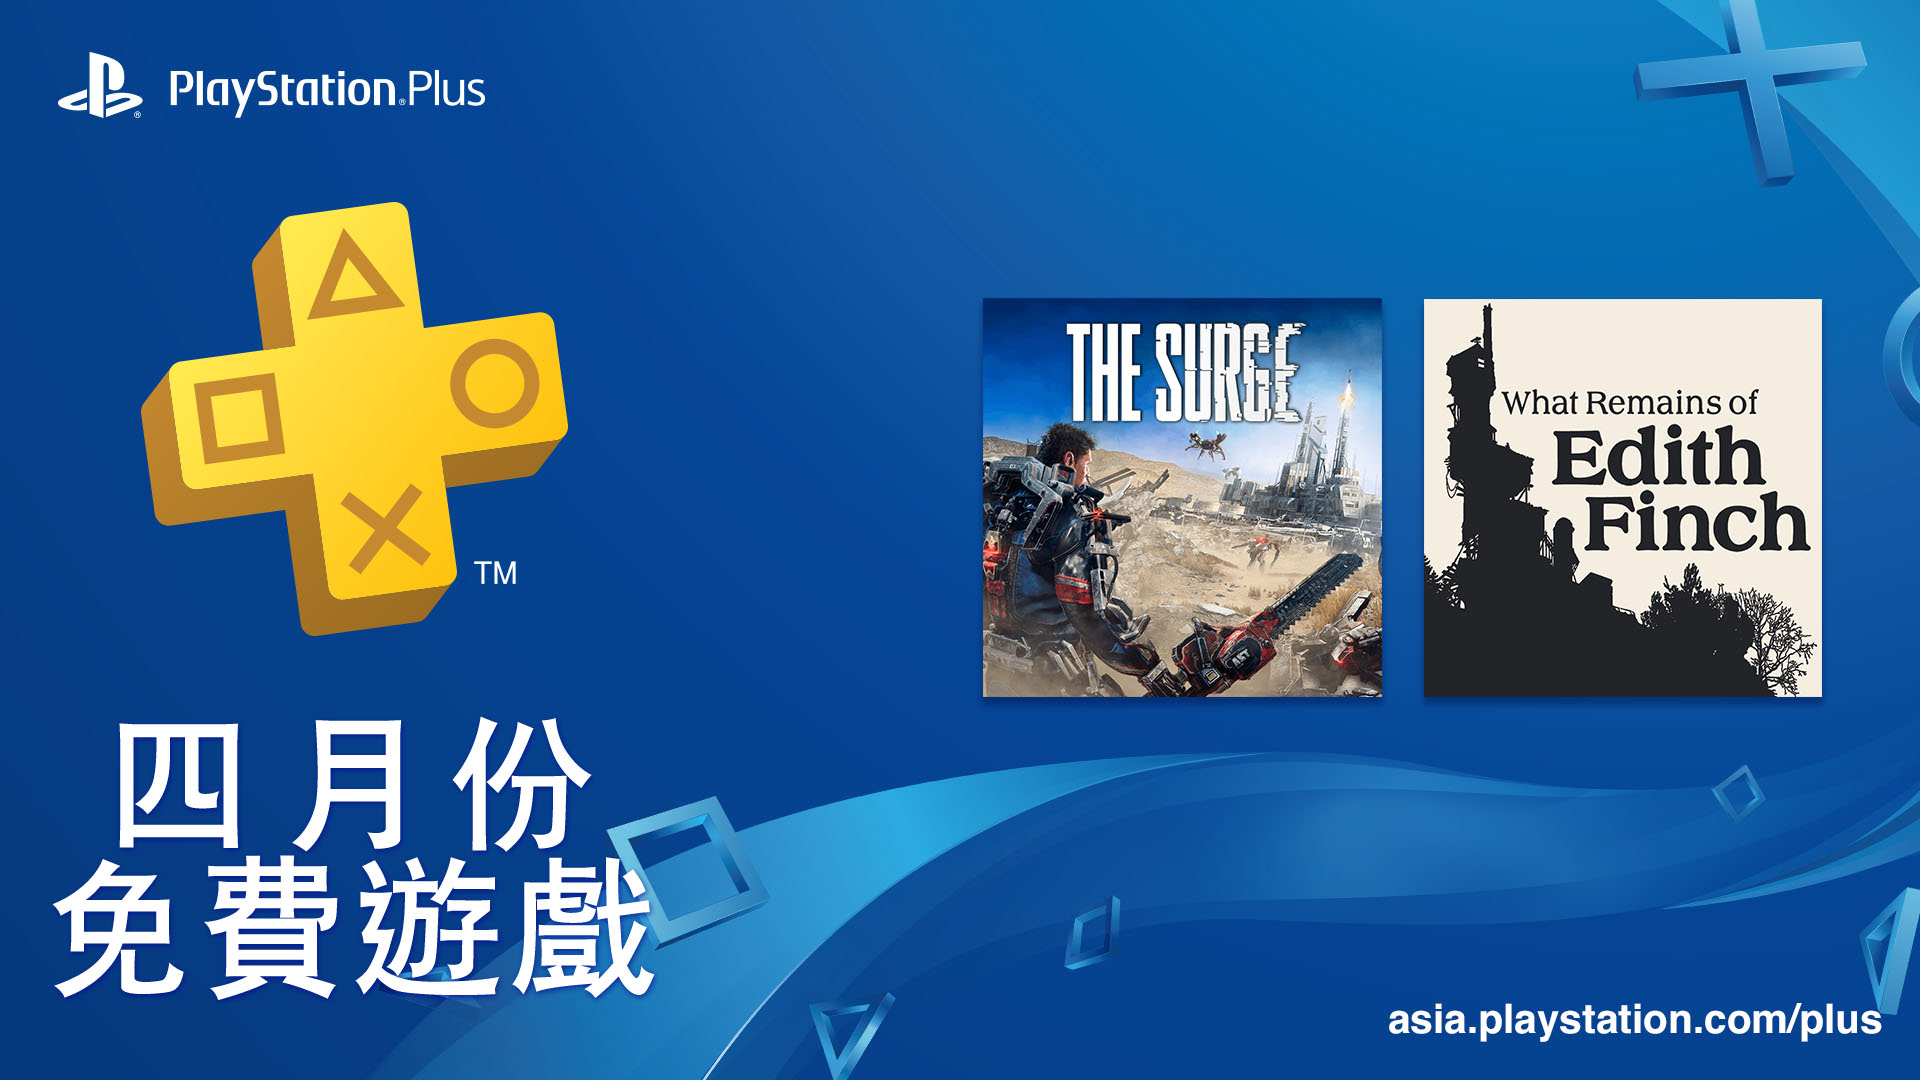 PlayStation®Plus
TM
四月份
免費遊戲
THE SURGE
AST
What Remains of
Edith
Finch
asia.playstation.com/plus